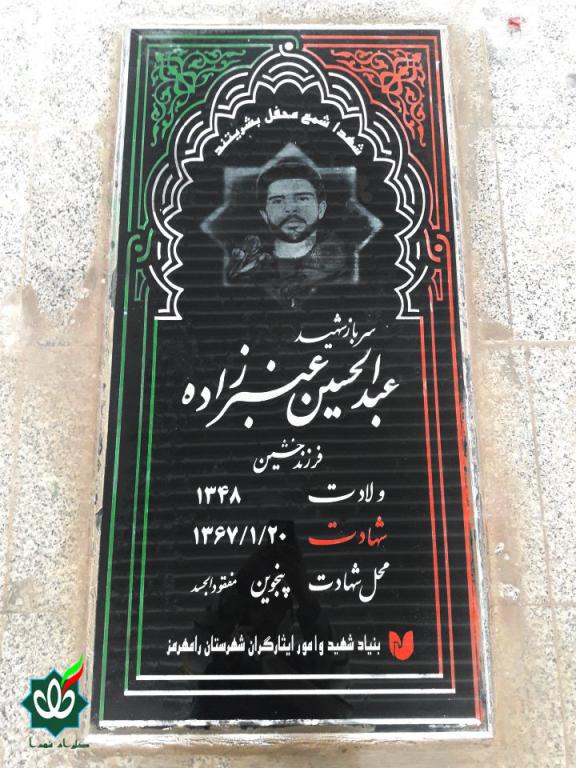 شهدا شمع محفل بشریتند
سرباز شهید
عبدالحسین عنبرزاده
فرزند خشین
ولادت ۱۳۴۸
شهادت ۱۳۶۷/۱/۲۰
محل شهادت پنجوین مفقودالجسد
بنیاد شهید و امور ایثارگران شهرستان رامهرمز